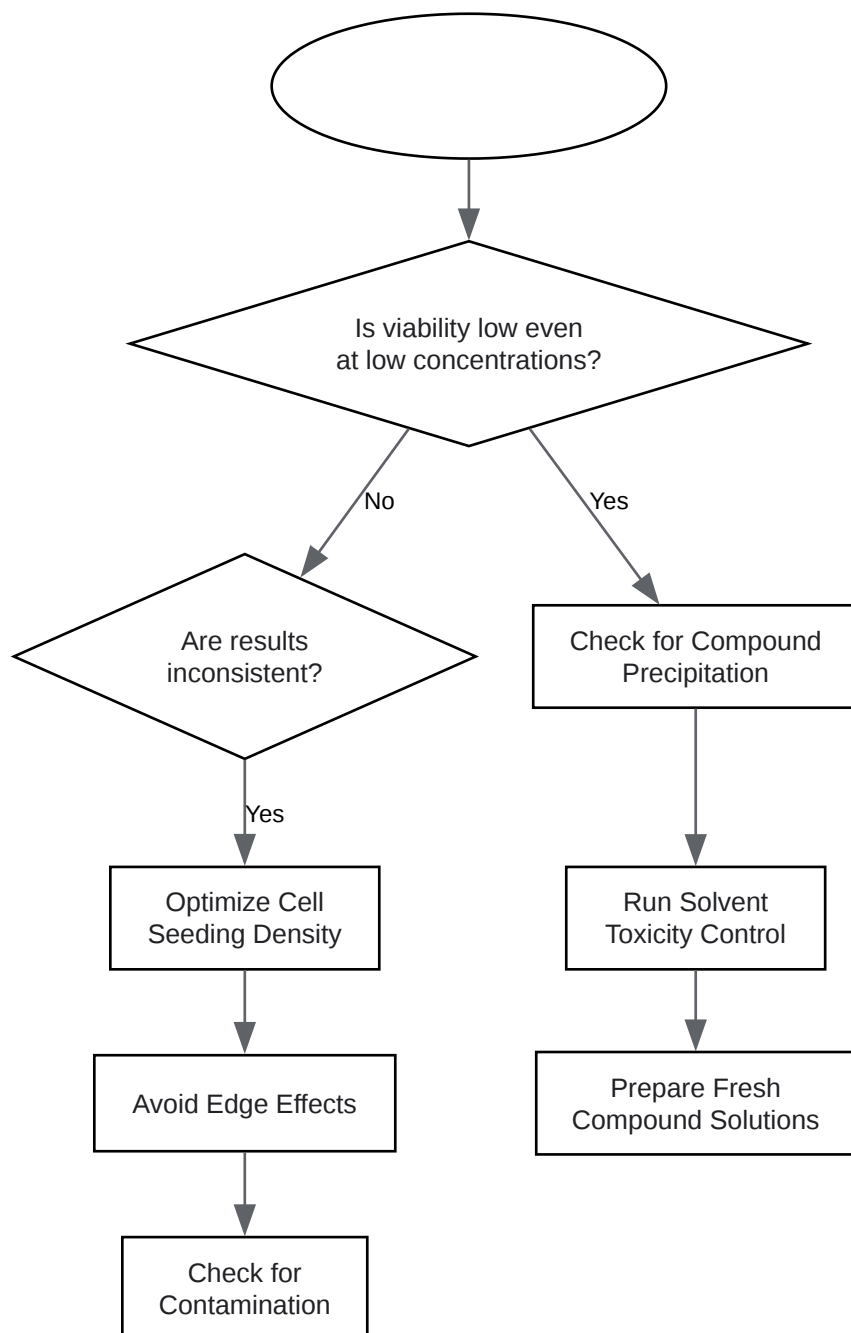 Is viability low even
at low concentrations?
No
Yes
Are results
inconsistent?
Check for Compound
Precipitation
Yes
Optimize Cell
Seeding Density
Run Solvent
Toxicity Control
Avoid Edge Effects
Prepare Fresh
Compound Solutions
Check for
Contamination